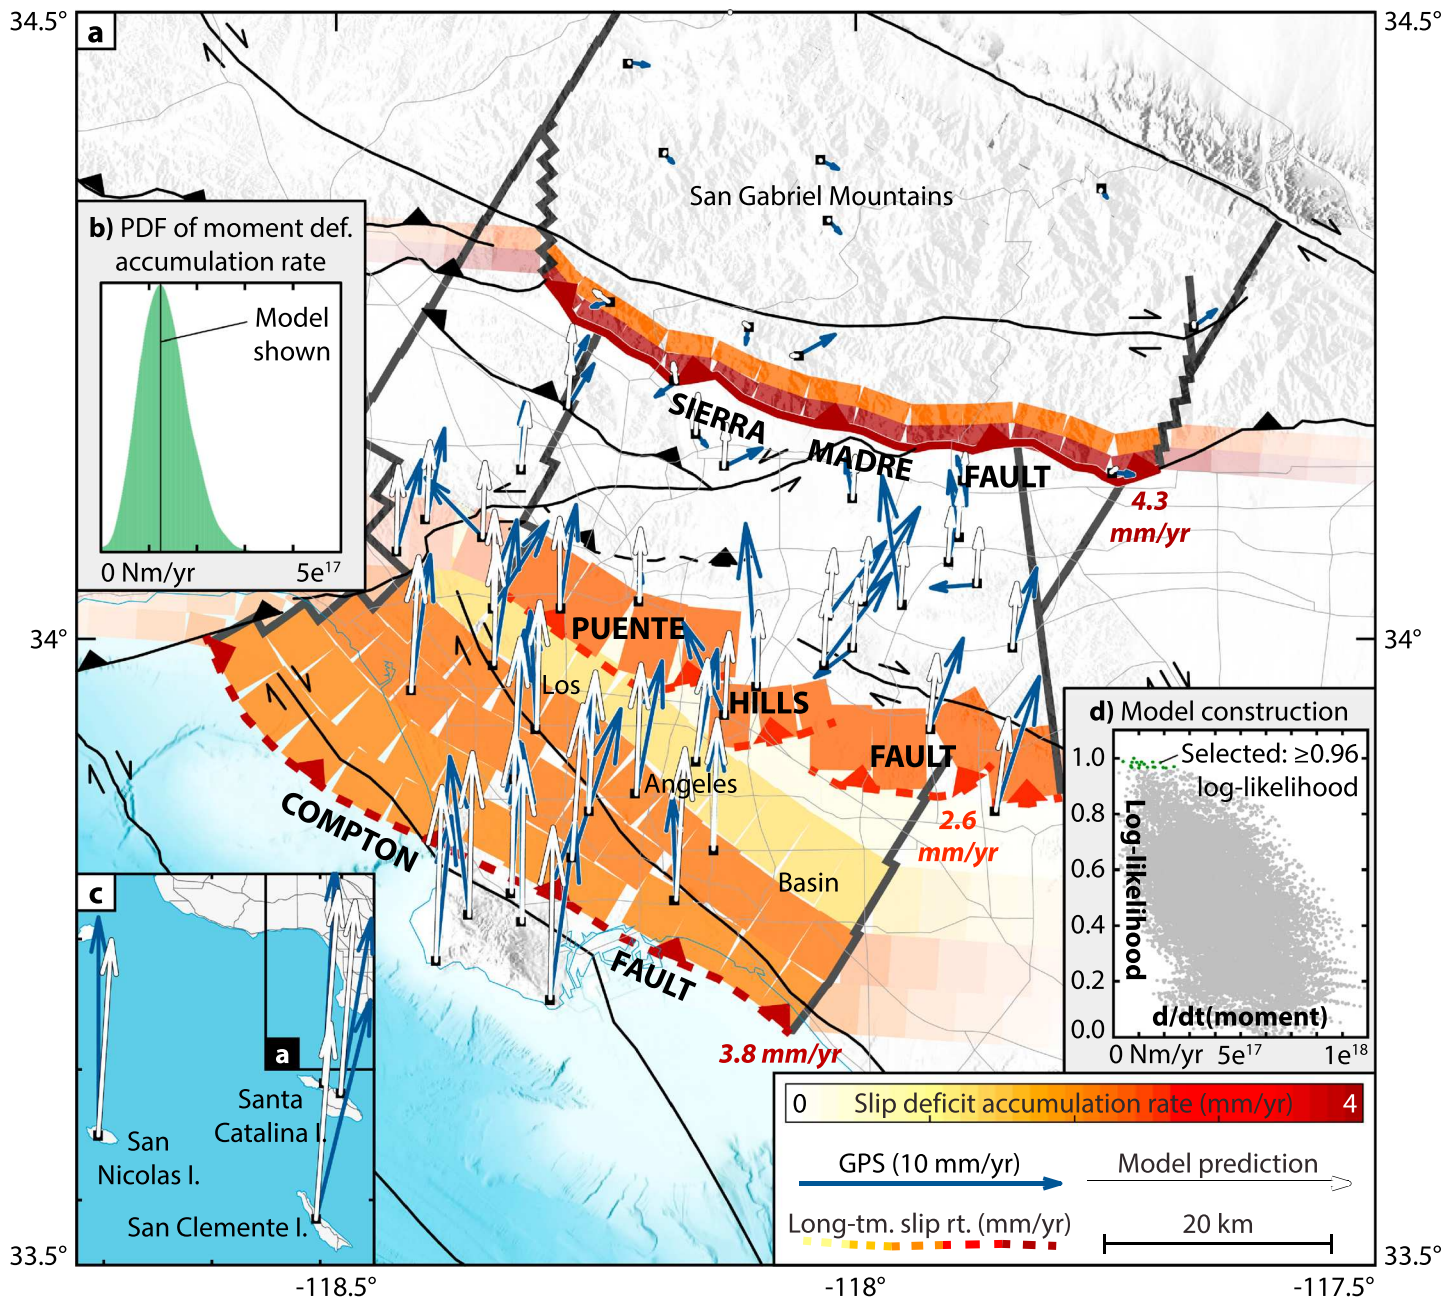 34.5°
34.5°
a
San Gabriel Mountains
b) PDF of moment def.
accumulation rate
Model
shown
0 Nm/yr
5e17
SIERRA
MADRE
FAULT
4.3
mm/yr
34°
34°
PUENTE
HILLS
FAULT
Los
Angeles
Basin
2.6
mm/yr
COMPTON
FAULT
3.8 mm/yr
d) Model construction
Selected: ≥0.96
log-likelihood
1.0
0.8
0.6
0.4
0.2
0.0
Log-likelihood
d/dt(moment)
0 Nm/yr
5e17
1e18
c
a
Santa
Catalina I.
San
Nicolas I.
San Clemente I.
0
Slip deficit accumulation rate (mm/yr)
4
GPS (10 mm/yr)
Model prediction
Long-tm. slip rt. (mm/yr)
20 km
33.5°
33.5°
-118.5°
-118°
-117.5°